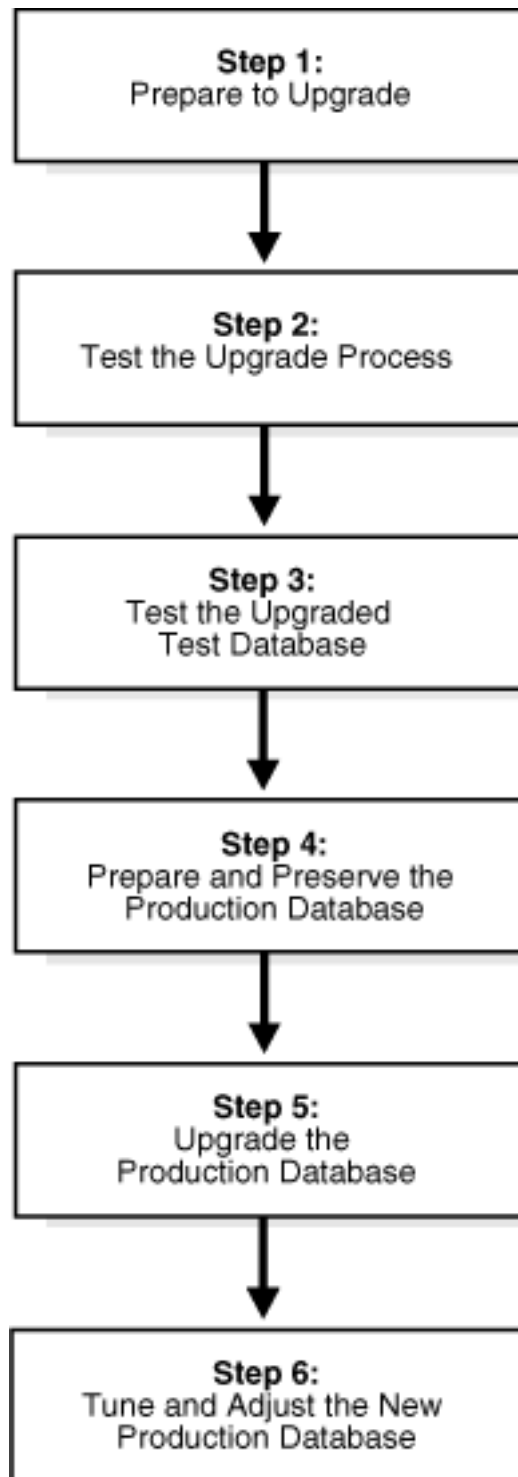 Step 1:
Prepare to Upgrade
Step 2:
Test the Upgrade Process
Step 3:
Test the Upgraded
Test Database
Step 4:
Prepare and Preserve the
Production Database
Step 5:
Upgrade the
Production Database
Step 6:
Tune and Adjust the New
Production Database